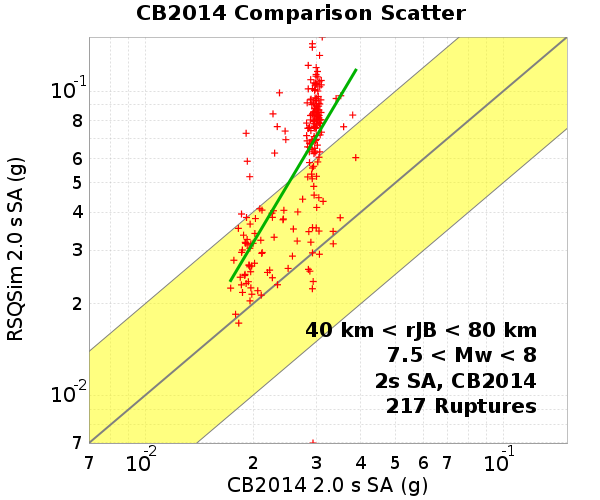 CB2014 Comparison Scatter
RSQSim 2.0 s SA (g)
10-1
8
6
5
4
3
2
10-2
7
40 km < rJB < 80 km
7.5 < Mw < 8
2s SA, CB2014
217 Ruptures
7 10-2 2 3 4 5 6 7 10-1
CB2014 2.0 s SA (g)